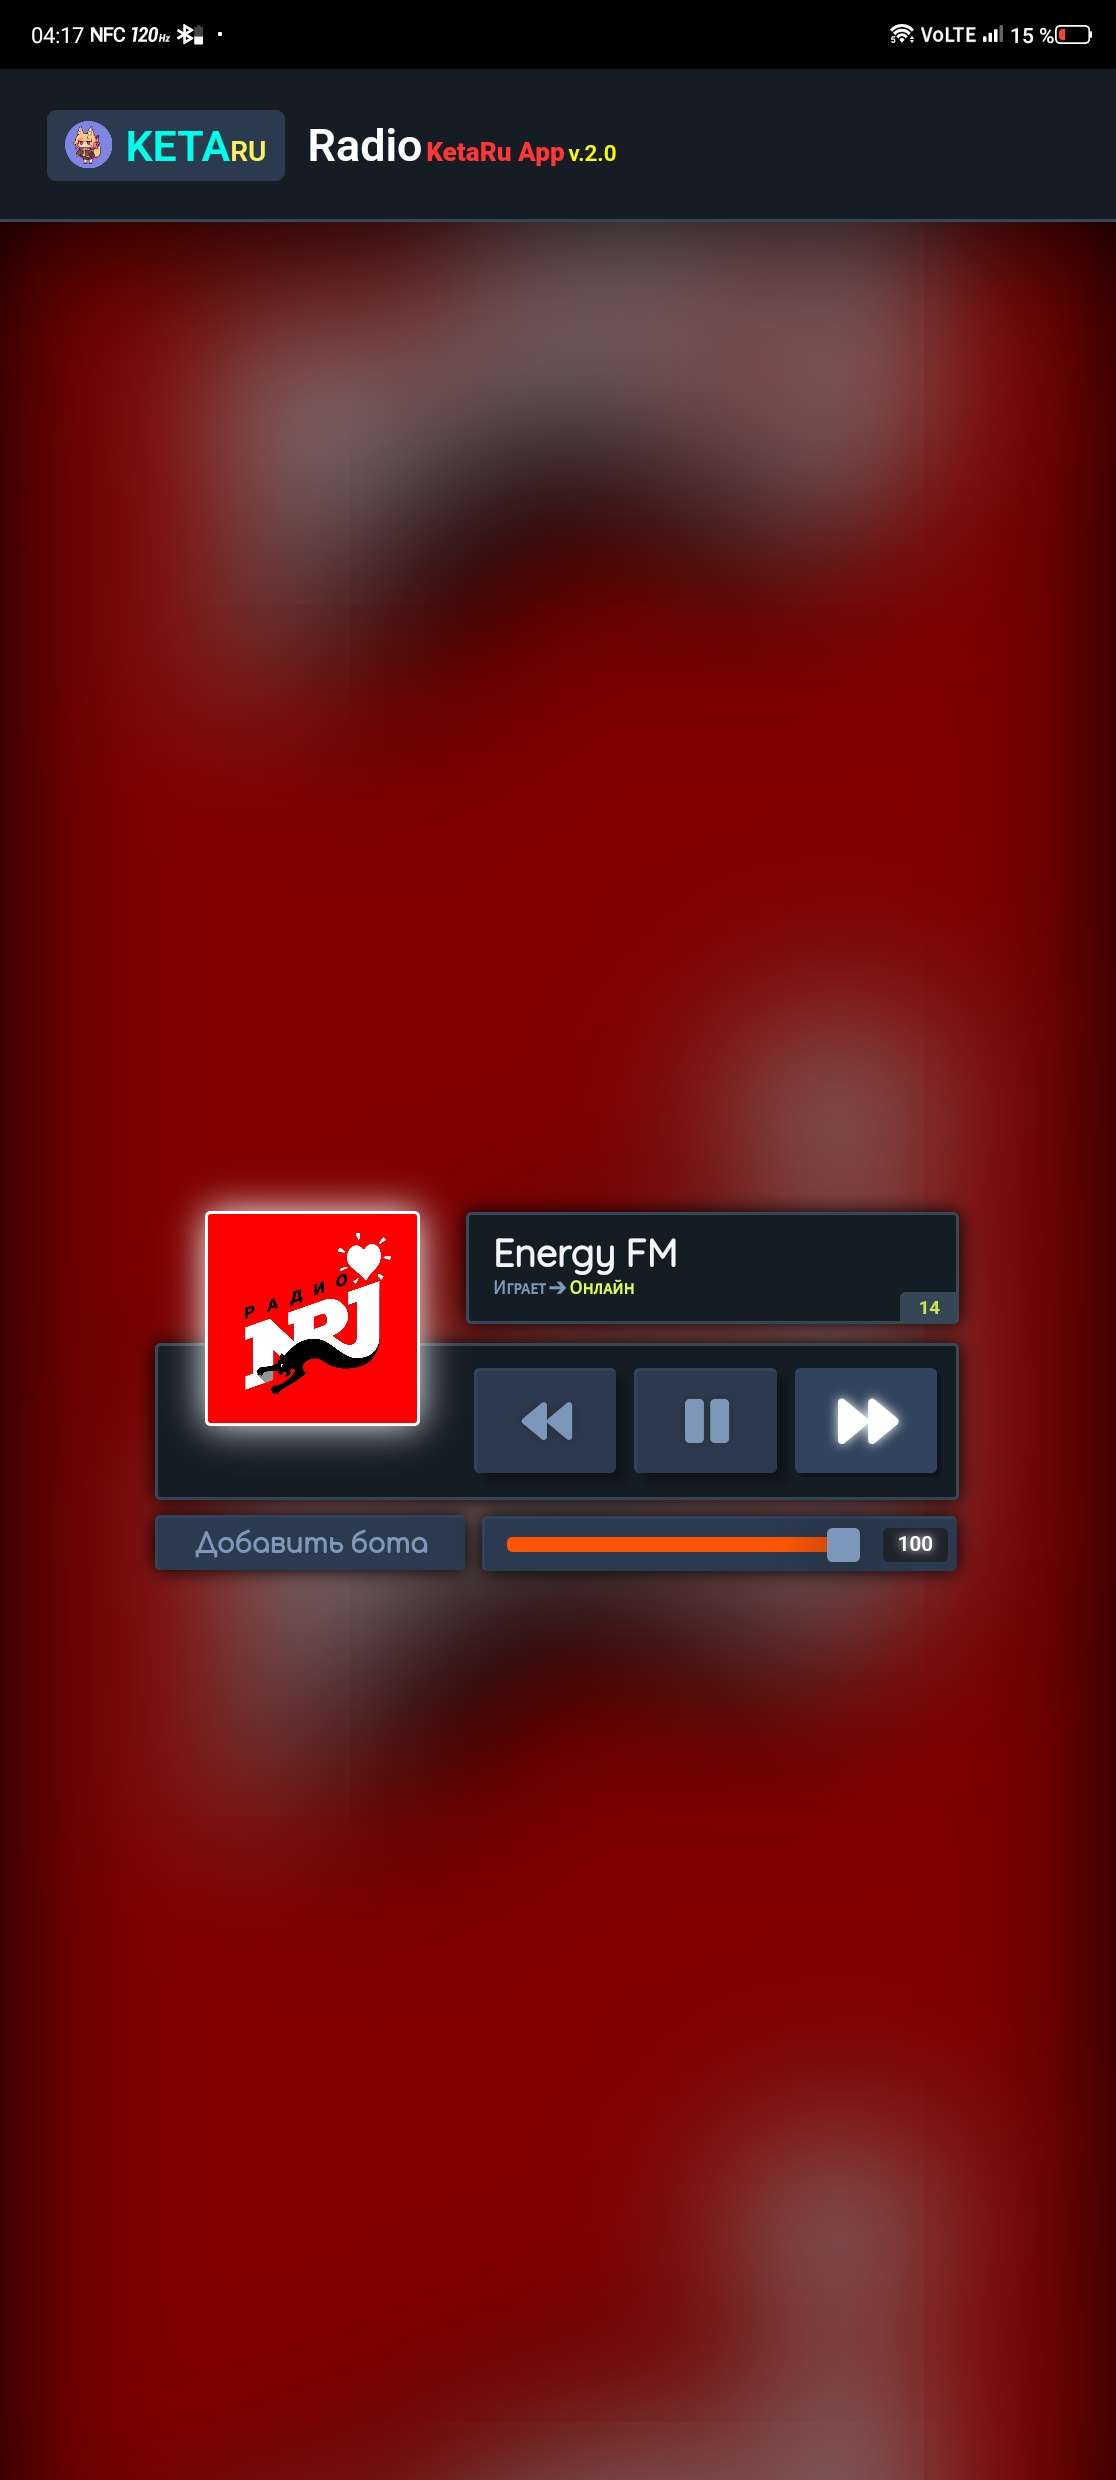 04:17 NFC 120Hz VoLTE 15 %
KETARU Radio KetaRu App v.2.0
Energy FM
Играет ➔ Онлайн
14
РАДИО
NRJ
Добавить бота 100